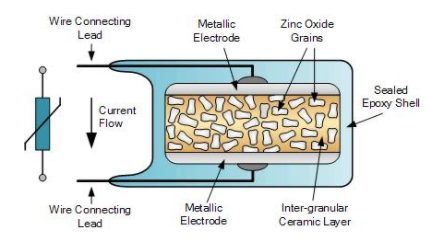 Wire Connecting
Lead
Metallic
Electrode
Zinc Oxide
Grains
Sealed
Epoxy Shell
Current
Flow
Wire Connecting
Lead
Metallic
Electrode
Inter-granular
Ceramic Layer